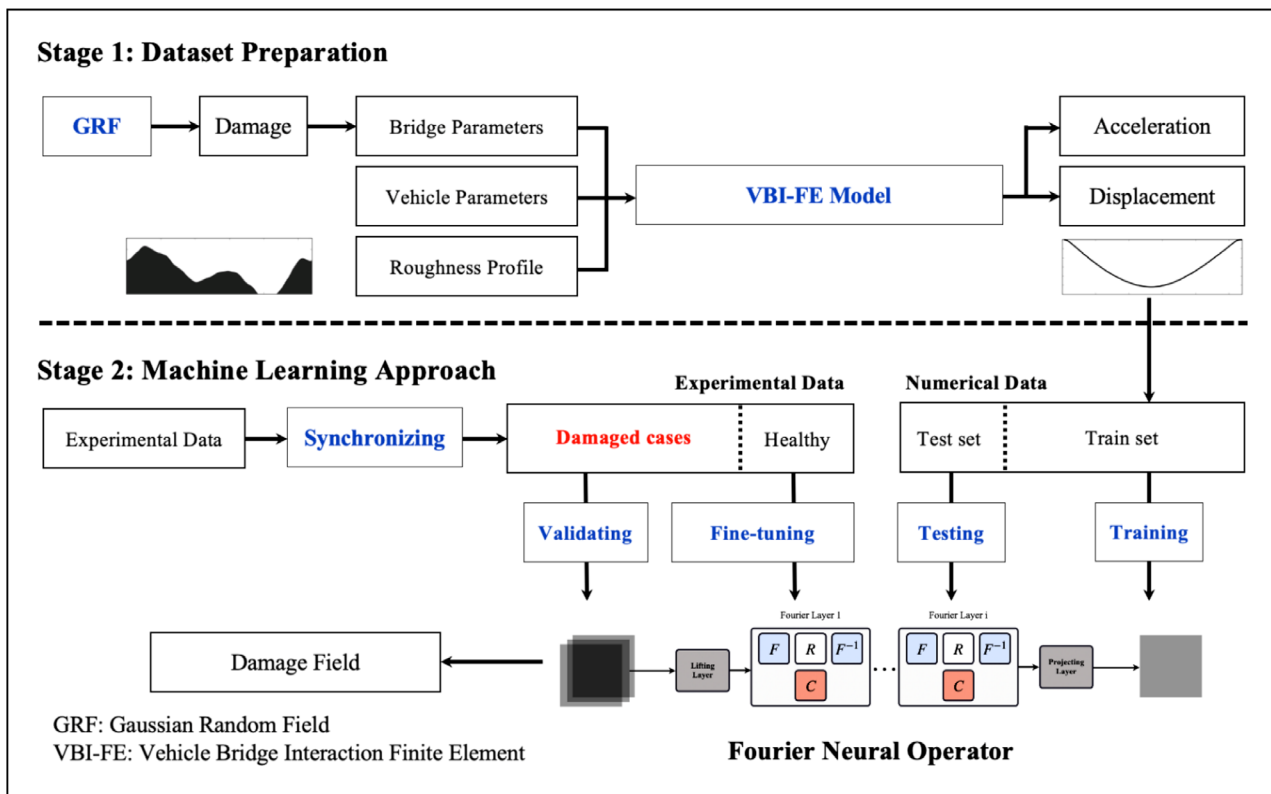 Stage 1: Dataset Preparation
GRF
Damage
Bridge Parameters
Vehicle Parameters
Roughness Profile
VBI-FE Model
Acceleration
Displacement
Stage 2: Machine Learning Approach
Experimental Data
Numerical Data
Experimental Data
Synchronizing
Damaged cases
Healthy
Test set
Train set
Validating
Fine-tuning
Testing
Training
Fourier Layer 1
Fourier Layer i
Damage Field
Lifting
Layer
F
R
F⁻¹
C
...
F
R
F⁻¹
C
Projecting
Layer
GRF: Gaussian Random Field
VBI-FE: Vehicle Bridge Interaction Finite Element
Fourier Neural Operator